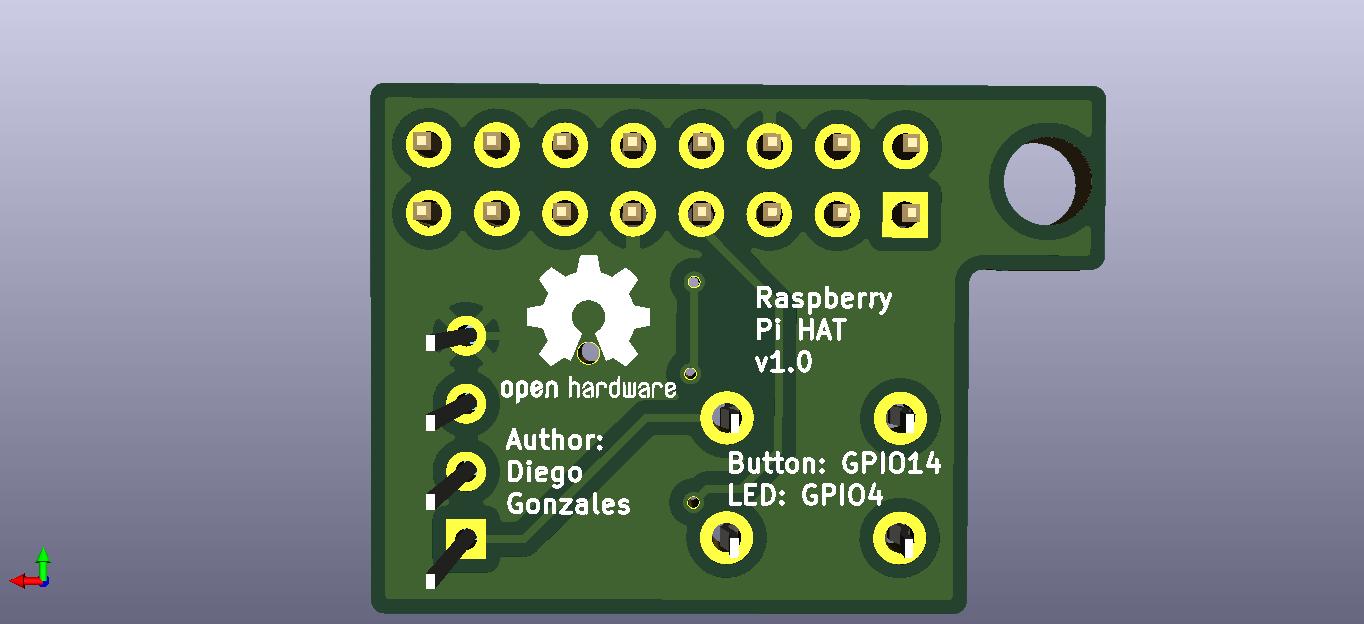 open hardware
Raspberry
Pi HAT
v1.0
Author:
Diego
Gonzales
Button: GPIO14
LED: GPIO4